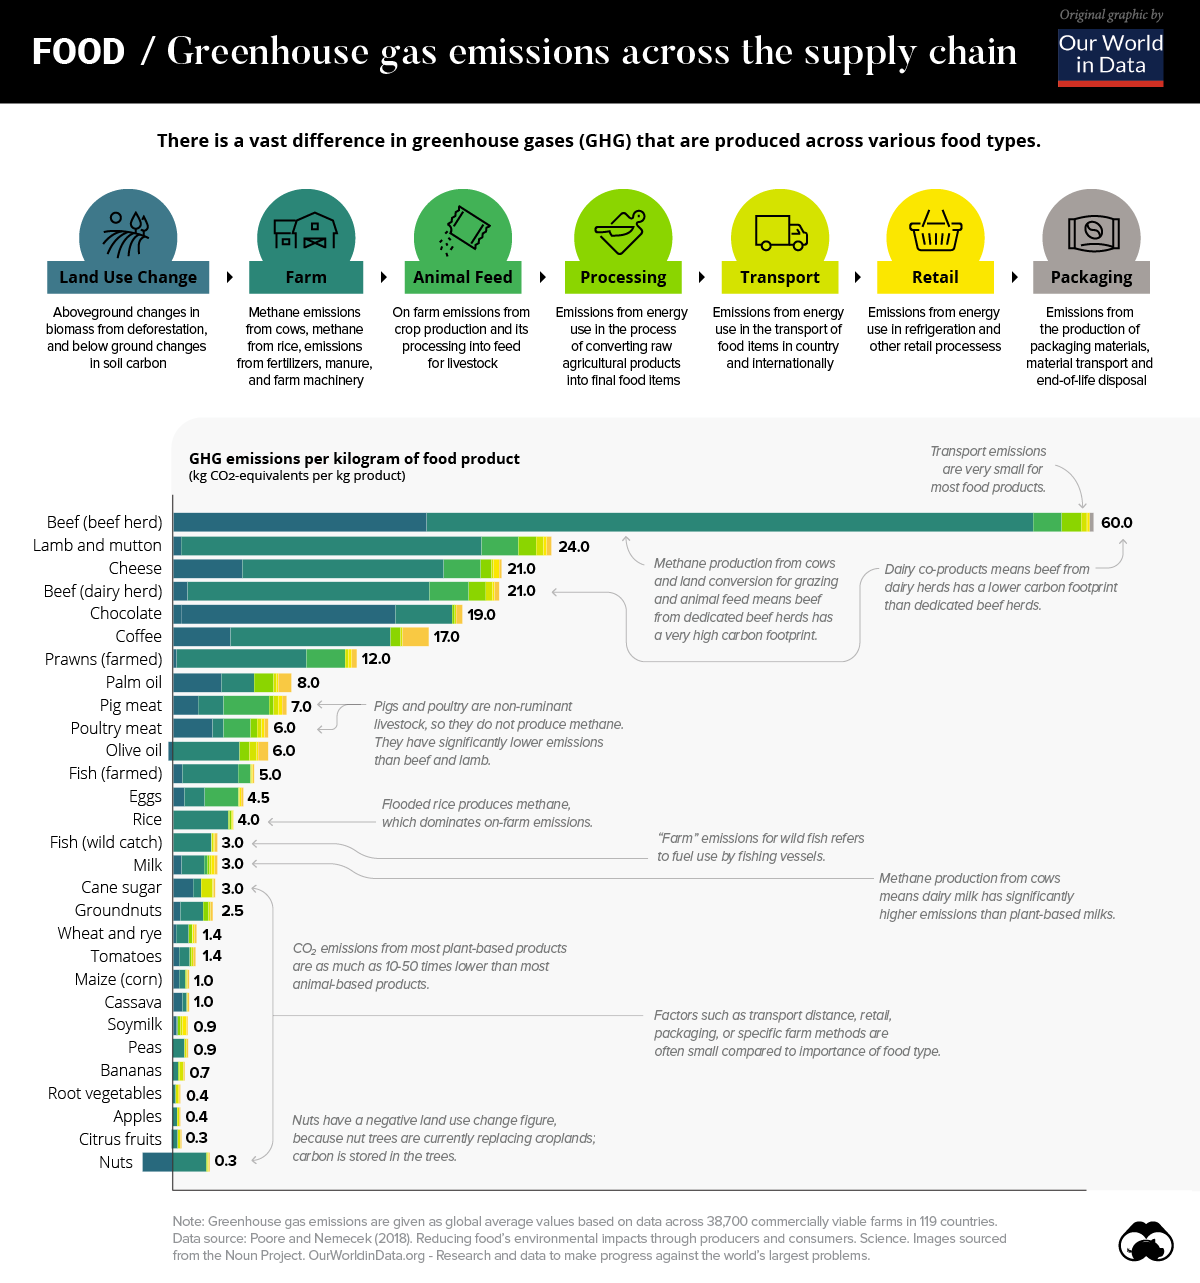 Original graphic by
FOOD / Greenhouse gas emissions across the supply chain
Our World
in Data
There is a vast difference in greenhouse gases (GHG) that are produced across various food types.
Land Use Change
Aboveground changes in
biomass from deforestation,
and below ground changes
in soil carbon
Farm
Methane emissions
from cows, methane
from rice, emissions
from fertilizers, manure,
and farm machinery
Animal Feed
On farm emissions from
crop production and its
processing into feed
for livestock
Processing
Emissions from energy
use in the process
of converting raw
agricultural products
into final food items
Transport
Emissions from energy
use in the transport of
food items in country
and internationally
Retail
Emissions from energy
use in refrigeration and
other retail processess
Packaging
Emissions from
the production of
packaging materials,
material transport and
end-of-life disposal
GHG emissions per kilogram of food product
(kg CO2-equivalents per kg product)
Transport emissions
are very small for
most food products.
Beef (beef herd) 60.0
Lamb and mutton 24.0
Cheese 21.0
Beef (dairy herd) 21.0
Chocolate 19.0
Coffee 17.0
Prawns (farmed) 12.0
Palm oil 8.0
Pig meat 7.0
Poultry meat 6.0
Olive oil 6.0
Fish (farmed) 5.0
Eggs 4.5
Rice 4.0
Fish (wild catch) 3.0
Milk 3.0
Cane sugar 3.0
Groundnuts 2.5
Wheat and rye 1.4
Tomatoes 1.4
Maize (corn) 1.0
Cassava 1.0
Soymilk 0.9
Peas 0.9
Bananas 0.7
Root vegetables 0.4
Apples 0.4
Citrus fruits 0.3
Nuts 0.3
Methane production from cows
and land conversion for grazing
and animal feed means beef
from dedicated beef herds has
a very high carbon footprint.
Dairy co-products means beef from
dairy herds has a lower carbon footprint
than dedicated beef herds.
Pigs and poultry are non-ruminant
livestock, so they do not produce methane.
They have significantly lower emissions
than beef and lamb.
Flooded rice produces methane,
which dominates on-farm emissions.
“Farm” emissions for wild fish refers
to fuel use by fishing vessels.
Methane production from cows
means dairy milk has significantly
higher emissions than plant-based milks.
CO₂ emissions from most plant-based products
are as much as 10-50 times lower than most
animal-based products.
Factors such as transport distance, retail,
packaging, or specific farm methods are
often small compared to importance of food type.
Nuts have a negative land use change figure,
because nut trees are currently replacing croplands;
carbon is stored in the trees.
Note: Greenhouse gas emissions are given as global average values based on data across 38,700 commercially viable farms in 119 countries.
Data source: Poore and Nemecek (2018). Reducing food’s environmental impacts through producers and consumers. Science. Images sourced
from the Noun Project. OurWorldinData.org - Research and data to make progress against the world’s largest problems.